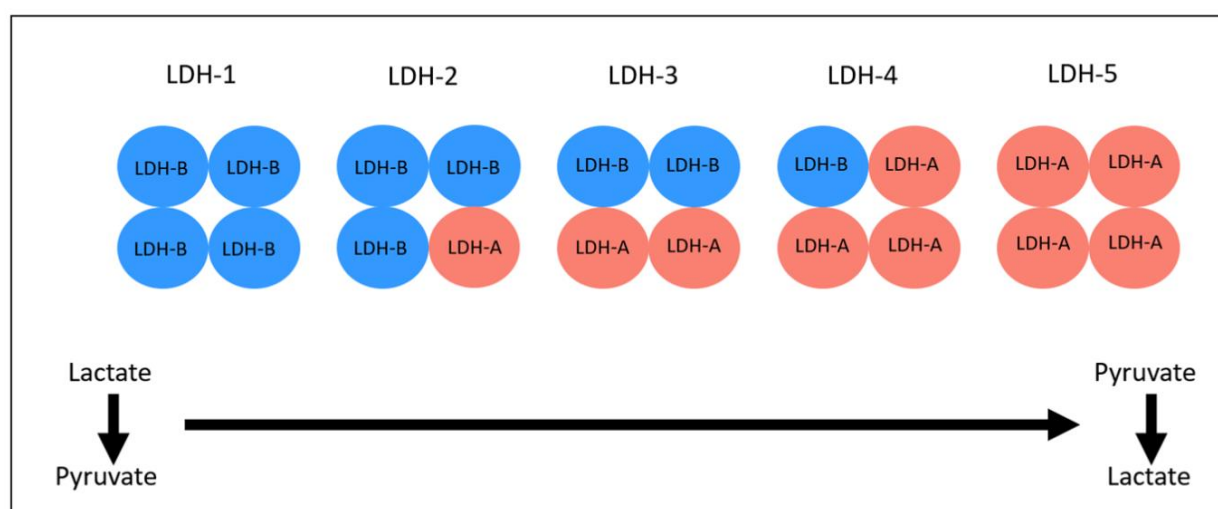 LDH-1 LDH-2 LDH-3 LDH-4 LDH-5
LDH-B LDH-B LDH-B LDH-B LDH-B LDH-B LDH-B LDH-A LDH-A LDH-A
LDH-B LDH-B LDH-B LDH-A LDH-A LDH-A LDH-A LDH-A LDH-A LDH-A
Lactate Pyruvate
Pyruvate Lactate